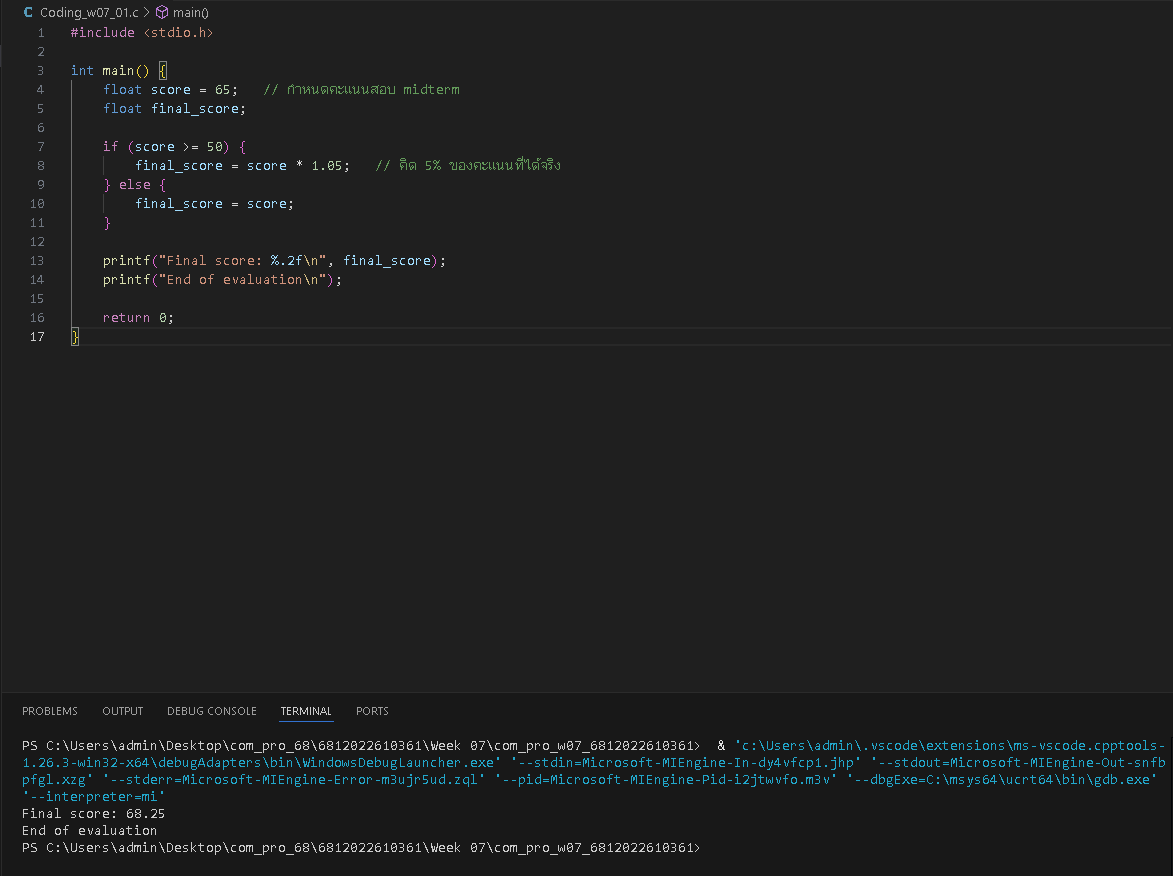 Coding_w07_01.c > main()
1 #include <stdio.h>
2
3 int main() {
4     float score = 65;   // กำหนดคะแนนสอบ midterm
5     float final_score;
6
7     if (score >= 50) {
8         final_score = score * 1.05;   // คิด 5% ของคะแนนที่ได้จริง
9     } else {
10         final_score = score;
11     }
12
13     printf("Final score: %.2f\n", final_score);
14     printf("End of evaluation\n");
15
16     return 0;
17 }
PROBLEMS OUTPUT DEBUG CONSOLE TERMINAL PORTS
PS C:\Users\admin\Desktop\com_pro_68\6812022610361\Week 07\com_pro_w07_6812022610361>  & 'c:\Users\admin\.vscode\extensions\ms-vscode.cpptools-
1.26.3-win32-x64\debugAdapters\bin\WindowsDebugLauncher.exe' '--stdin=Microsoft-MIEngine-In-dy4vfcp1.jhp' '--stdout=Microsoft-MIEngine-Out-snfb
pfgl.xzg' '--stderr=Microsoft-MIEngine-Error-m3ujr5ud.zql' '--pid=Microsoft-MIEngine-Pid-i2jtwvfo.m3v' '--dbgExe=C:\msys64\ucrt64\bin\gdb.exe'
'--interpreter=mi'
Final score: 68.25
End of evaluation
PS C:\Users\admin\Desktop\com_pro_68\6812022610361\Week 07\com_pro_w07_6812022610361>